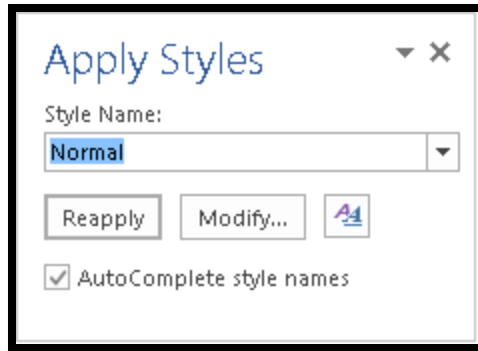 Apply Styles
Style Name:
Normal
Reapply Modify... 
AutoComplete style names